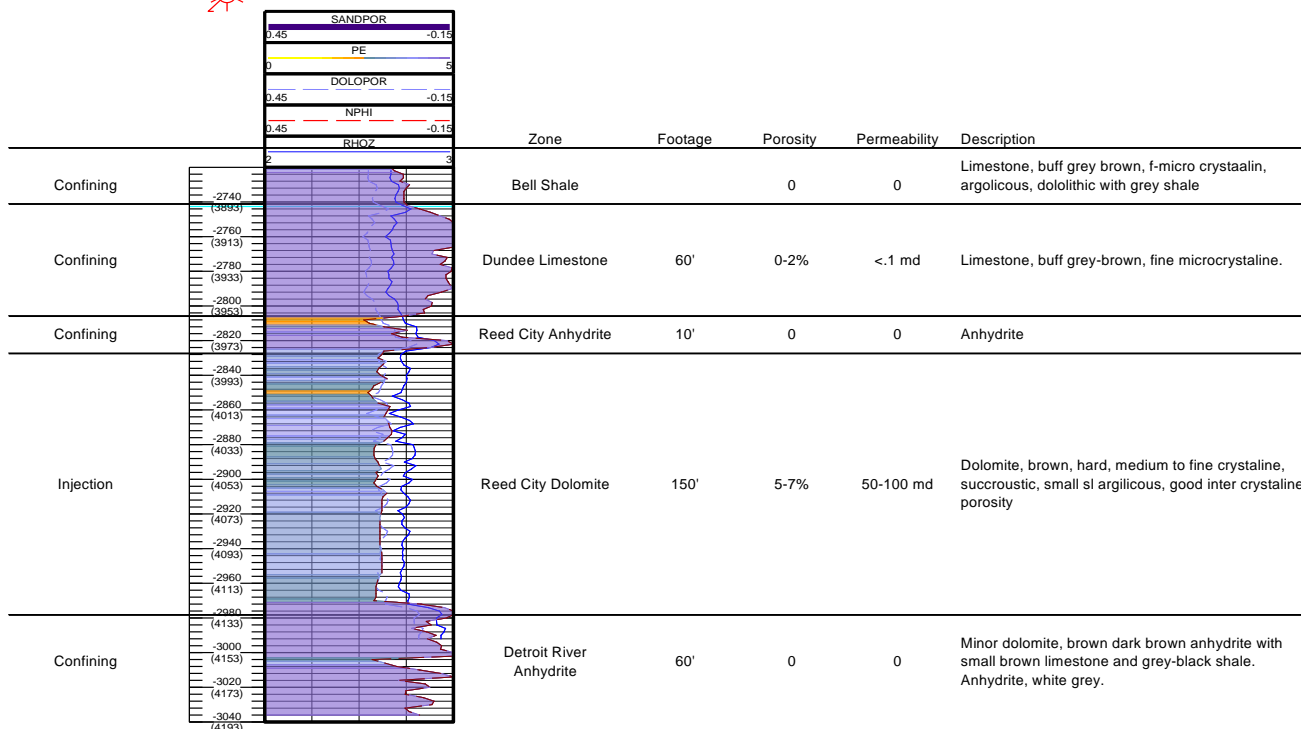 SANDPOR
0.45 -0.15
PE
0 5
DOLOPOR
0.45 -0.15
NPHI
0.45 -0.15
RHOZ
2 3
Zone Footage Porosity Permeability Description
Confining Bell Shale 0 0
Limestone, buff grey brown, f-micro crystaalin,
argolicous, dololithic with grey shale
-2740
(3893)
-2760
(3913)
Confining Dundee Limestone 60' 0-2% <.1 md Limestone, buff grey-brown, fine microcrystaline.
-2780
(3933)
-2800
(3953)
Confining Reed City Anhydrite 10' 0 0 Anhydrite
-2820
(3973)
-2840
(3993)
-2860
(4013)
-2880
(4033)
-2900
(4053)
Injection Reed City Dolomite 150' 5-7% 50-100 md
Dolomite, brown, hard, medium to fine crystaline,
succroustic, small sl argilicous, good inter crystaline
porosity
-2920
(4073)
-2940
(4093)
-2960
(4113)
-2980
(4133)
-3000
(4153)
Confining Detroit River
Anhydrite 60' 0 0
Minor dolomite, brown dark brown anhydrite with
small brown limestone and grey-black shale.
Anhydrite, white grey.
-3020
(4173)
-3040
(4193)